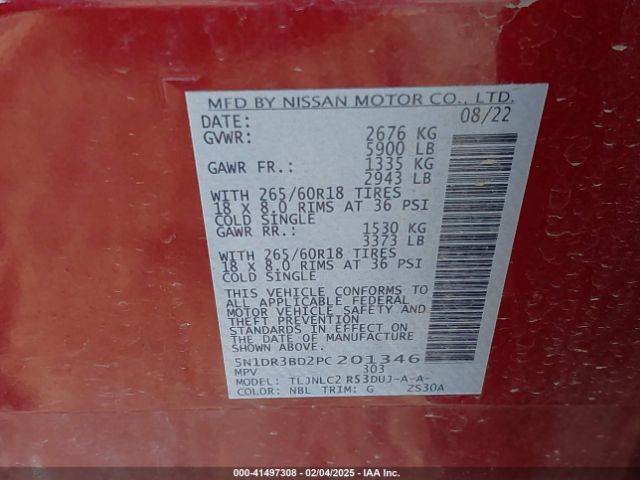 MFD BY NISSAN MOTOR CO., LTD.
DATE: 08/22
GVWR: 2676 KG
5900 LB
GAWR FR.: 1335 KG
2943 LB
WITH 265/60R18 TIRES
18 X 8.0 RIMS AT 36 PSI
COLD SINGLE
GAWR RR.: 1530 KG
3373 LB
WITH 265/60R18 TIRES
18 X 8.0 RIMS AT 36 PSI
COLD SINGLE
THIS VEHICLE CONFORMS TO
ALL APPLICABLE FEDERAL
MOTOR VEHICLE SAFETY AND
THEFT PREVENTION
STANDARDS IN EFFECT ON
THE DATE OF MANUFACTURE
SHOWN ABOVE.
5N1DR3BD2PC201346
MPV 303
MODEL: TLJNLC2 R53DUJ-A-A-
COLOR: NBL TRIM: G ZS30A
000-41497308 - 02/04/2025 - IAA Inc.